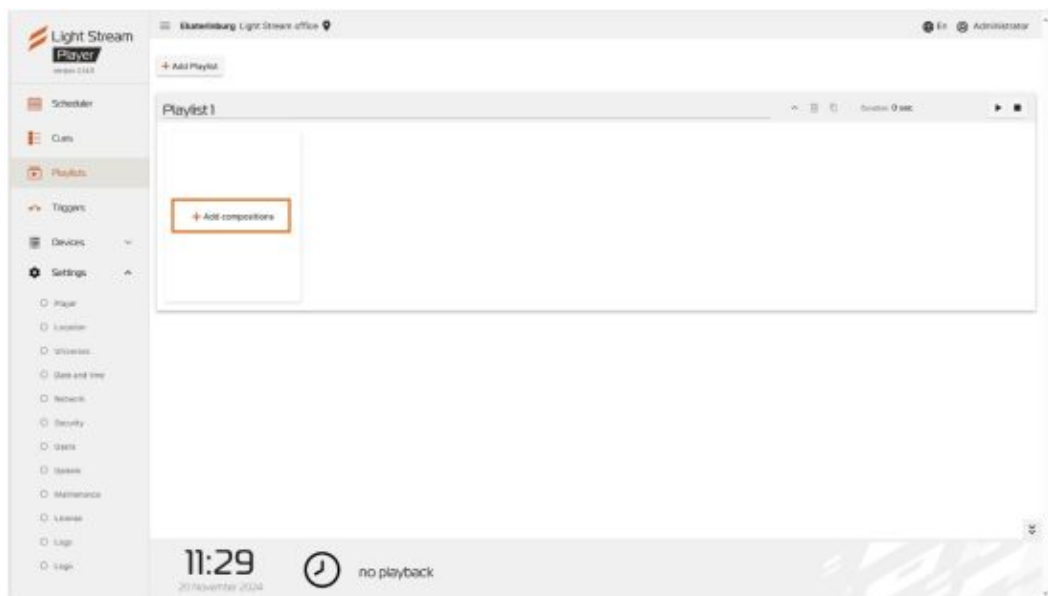 Light Stream
Player
Ekaterinburg Light Stream office
En
Administrator
+ Add Playlist
Scheduler
Cues
Playlists
Triggers
Devices
Settings
Player
Location
Universes
Date and time
Network
Security
Users
Update
Maintenance
License
Logo
Logs
Playlist 1
Duration: 0 sec
+ Add compositions
11:29
20 November 2024
no playback